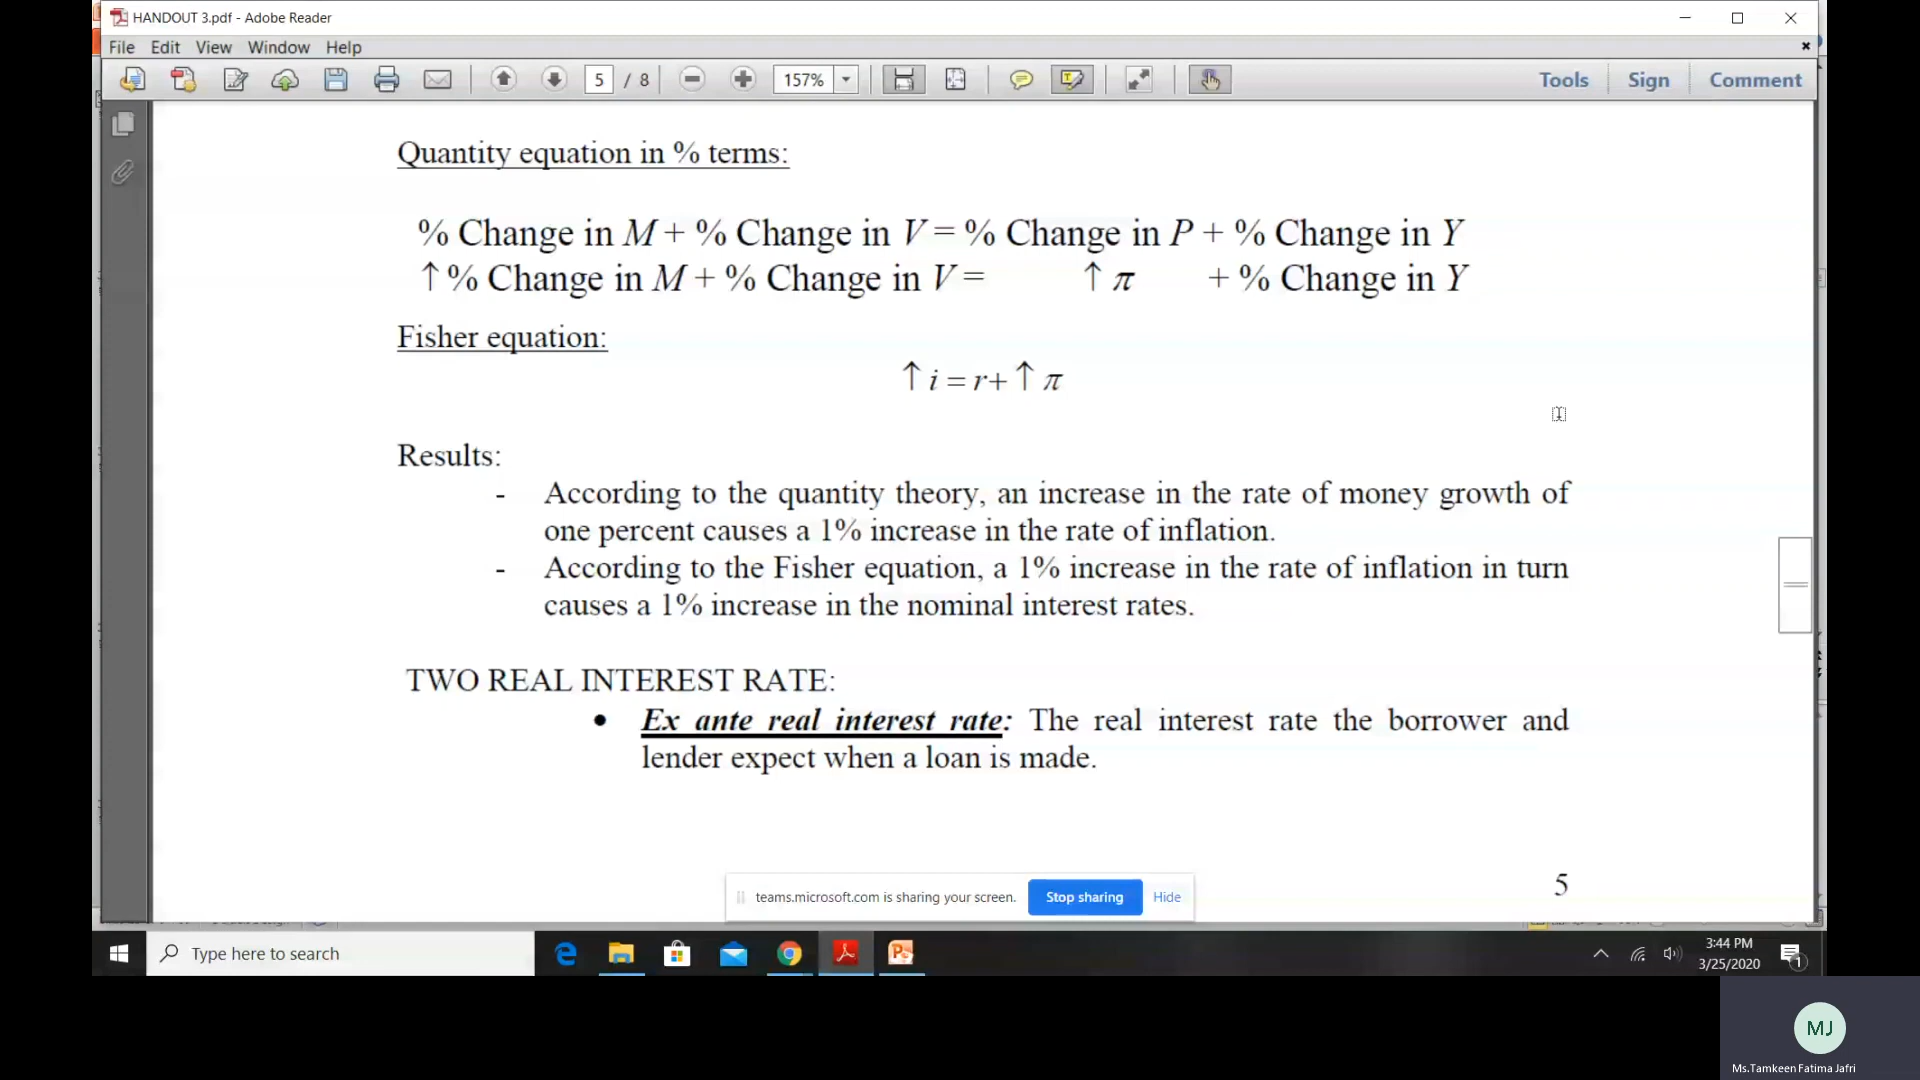 HANDOUT 3.pdf - Adobe Reader
File Edit View Window Help
5 / 8 157% Tools Sign Comment
Quantity equation in % terms:
% Change in M + % Change in V = % Change in P + % Change in Y
↑ % Change in M + % Change in V = ↑ π + % Change in Y
Fisher equation:
↑ i = r + ↑ π
Results:
- According to the quantity theory, an increase in the rate of money growth of
one percent causes a 1% increase in the rate of inflation.
- According to the Fisher equation, a 1% increase in the rate of inflation in turn
causes a 1% increase in the nominal interest rates.
TWO REAL INTEREST RATE:
• Ex ante real interest rate: The real interest rate the borrower and
lender expect when a loan is made.
5
teams.microsoft.com is sharing your screen. Stop sharing Hide
Type here to search
3:44 PM
3/25/2020
1
MJ
Ms.Tamkeen Fatima Jafri